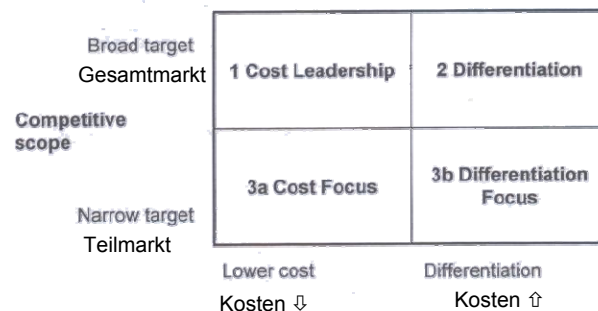 Broad target
Gesamtmarkt
1 Cost Leadership
2 Differentiation
Competitive
scope
3a Cost Focus
3b Differentiation
Focus
Narrow target
Teilmarkt
Lower cost
Differentiation
Kosten ⇩
Kosten ⇧